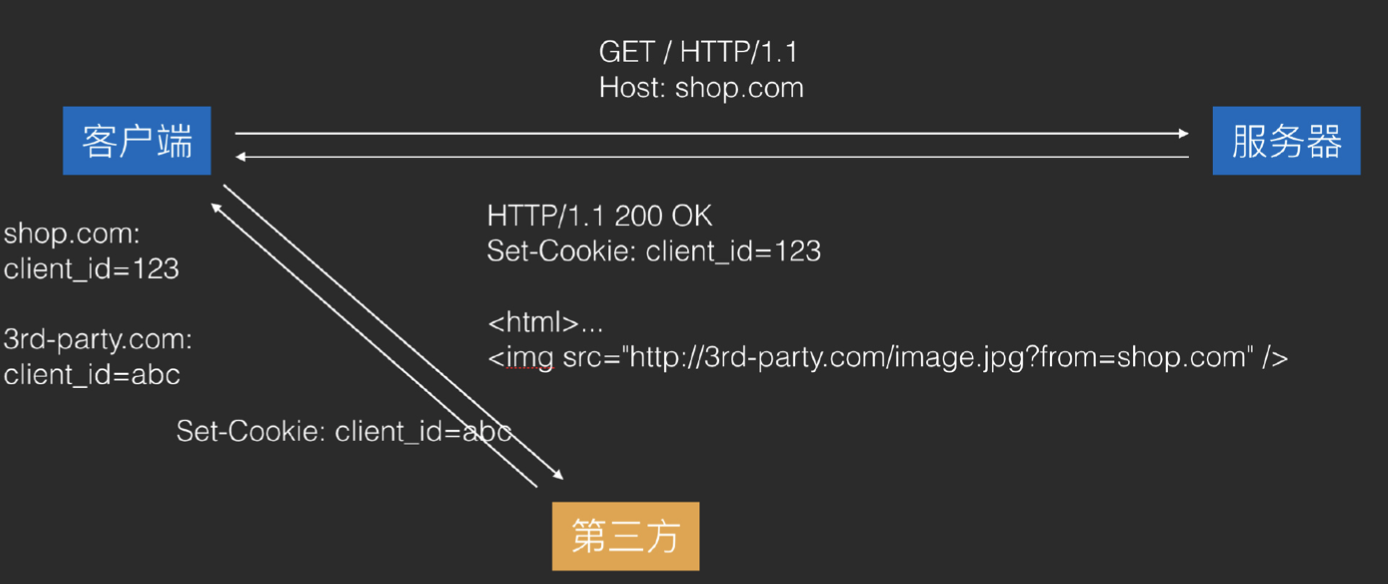 GET / HTTP/1.1
Host: shop.com
客户端
服务器
HTTP/1.1 200 OK
Set-Cookie: client_id=123
<html>...
<img src="http://3rd-party.com/image.jpg?from=shop.com" />
shop.com:
client_id=123
3rd-party.com:
client_id=abc
Set-Cookie: client_id=abc
第三方